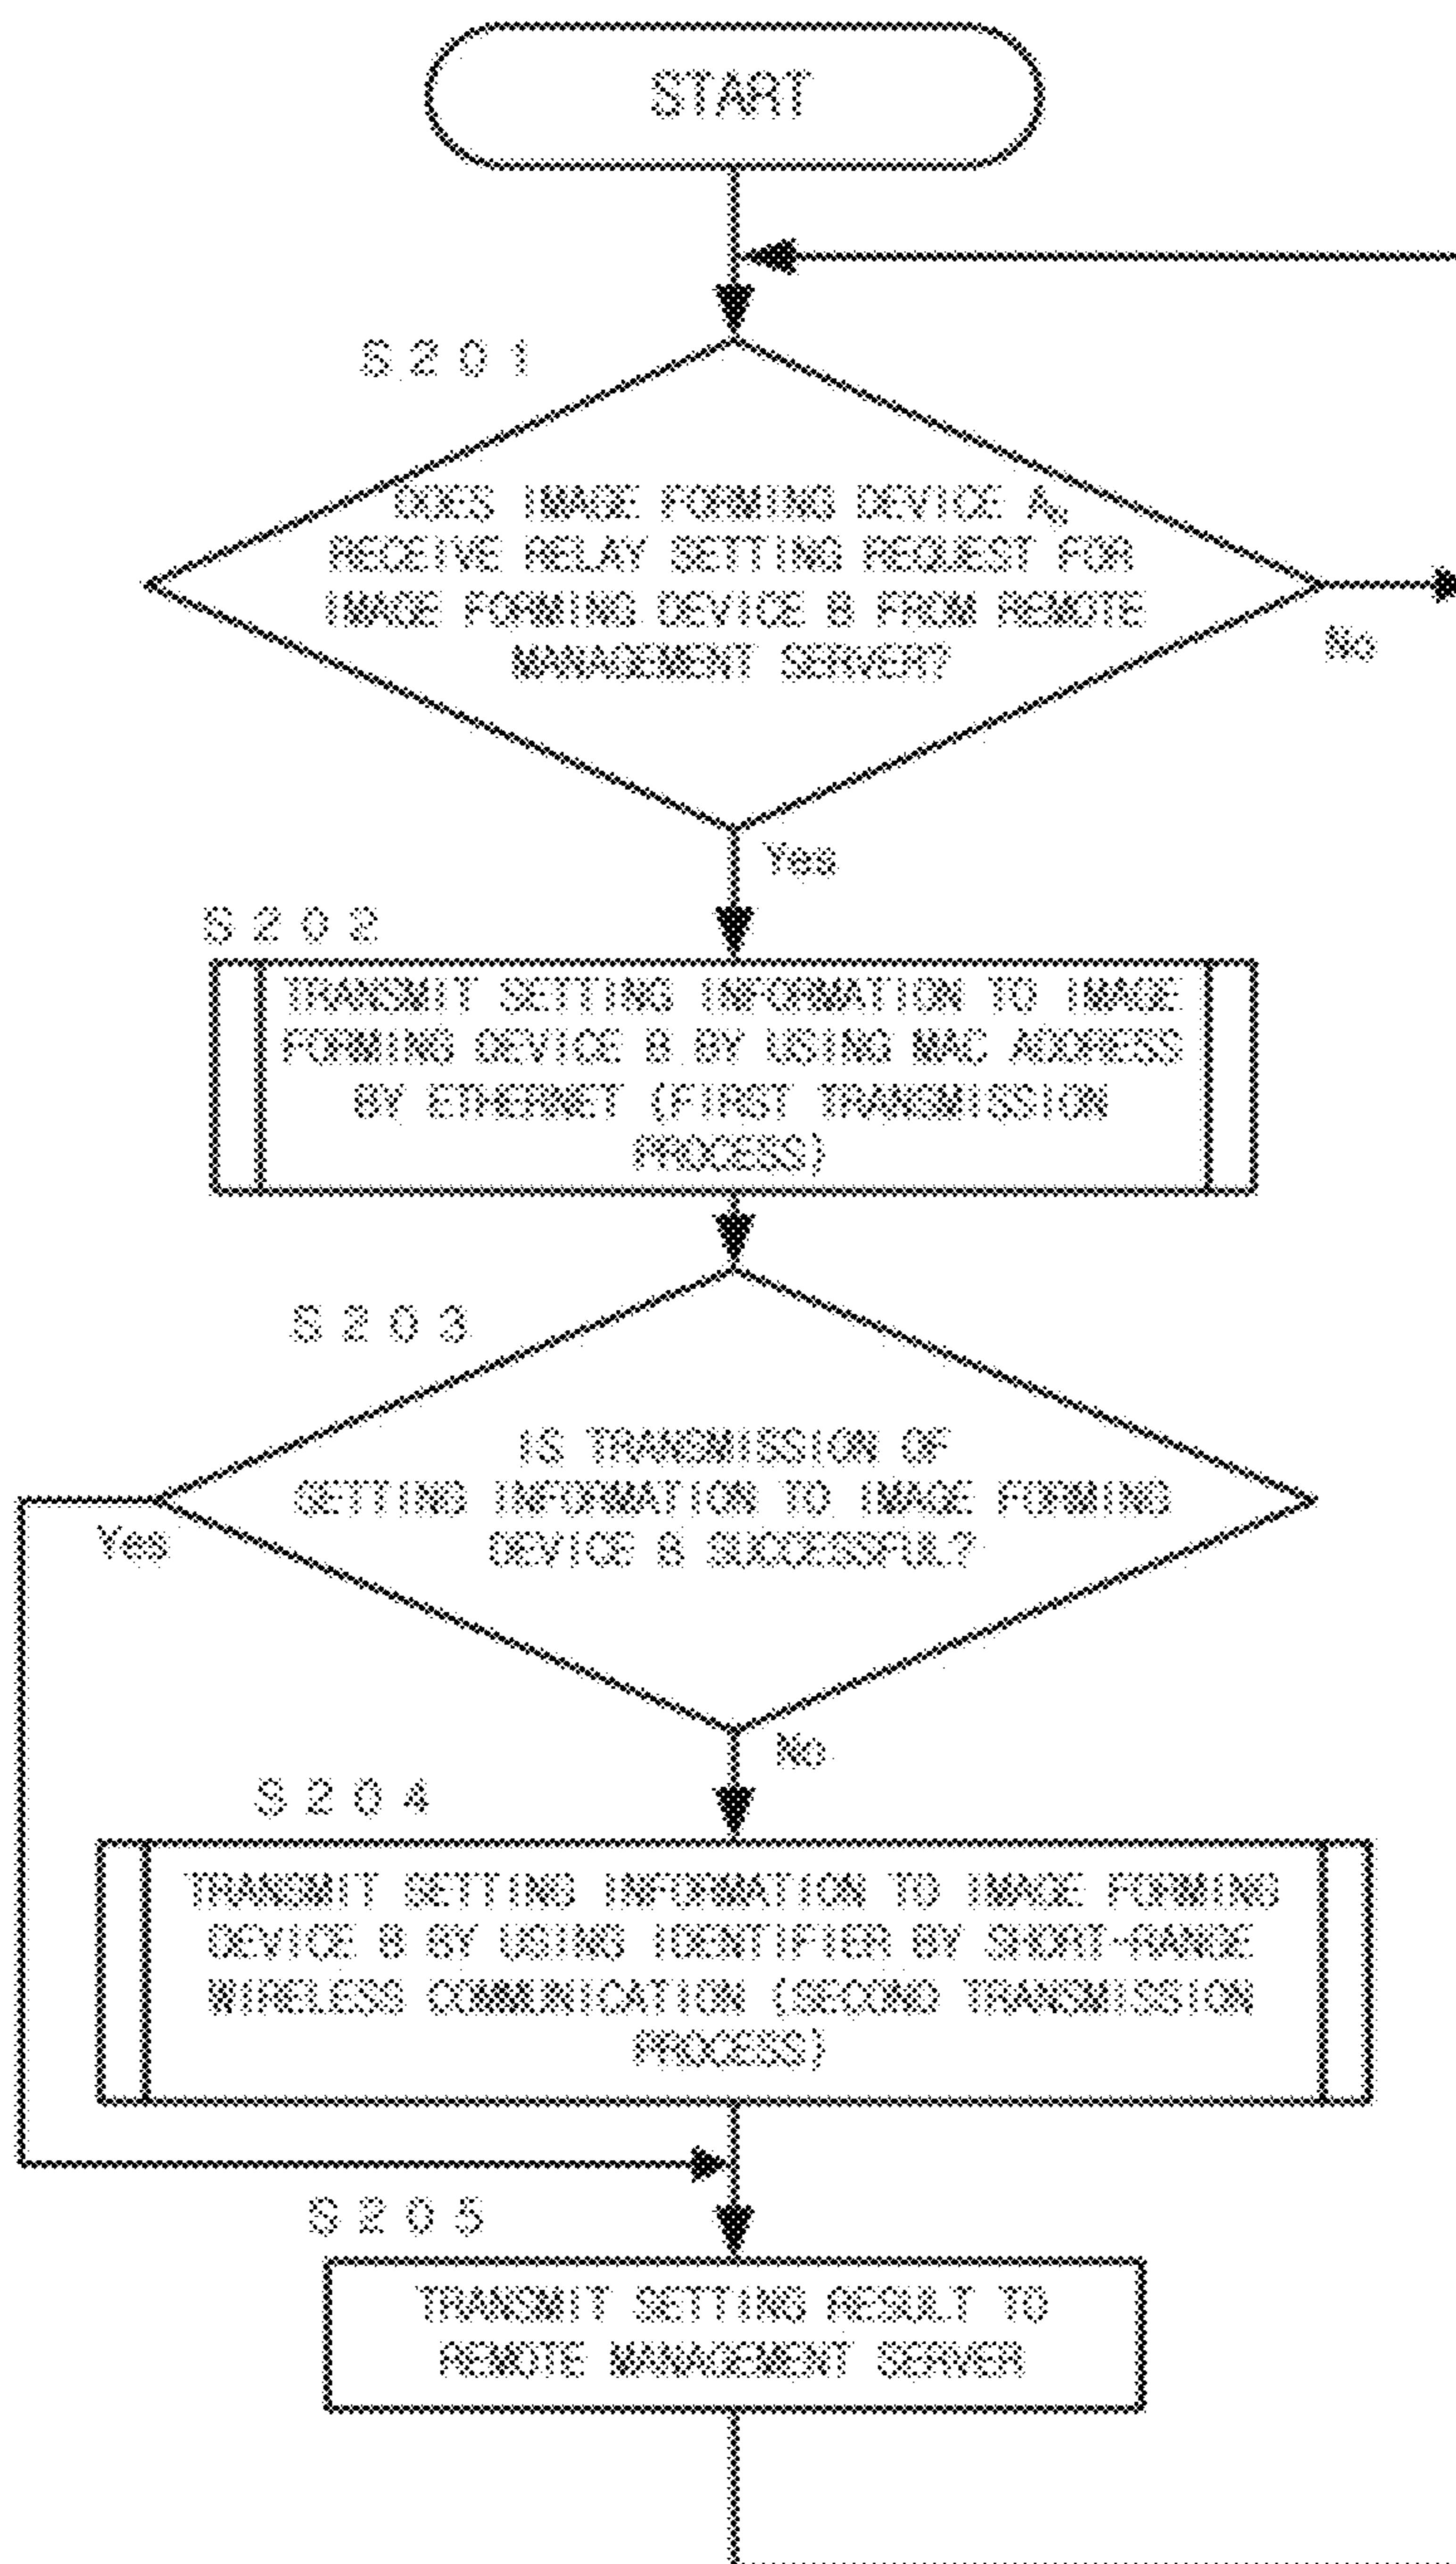 START
S201
DOES IMAGE FORMING DEVICE AN
RECEIVE RELAY SETTING REQUEST FOR
IMAGE FORMING DEVICE B FROM REMOTE
MANAGEMENT SERVER?
No
Yes
S202
TRANSMIT SETTING INFORMATION TO IMAGE
FORMING DEVICE B BY USING MAC ADDRESS
BY ETHERNET (FIRST TRANSMISSION
PROCESS)
S203
IS TRANSMISSION OF
SETTING INFORMATION TO IMAGE FORMING
DEVICE B SUCCESSFUL?
Yes
No
S204
TRANSMIT SETTING INFORMATION TO IMAGE FORMING
DEVICE B BY USING IDENTIFIER BY SHORT-RANGE
WIRELESS COMMUNICATION (SECOND TRANSMISSION
PROCESS)
S205
TRANSMIT SETTING RESULT TO
REMOTE MANAGEMENT SERVER